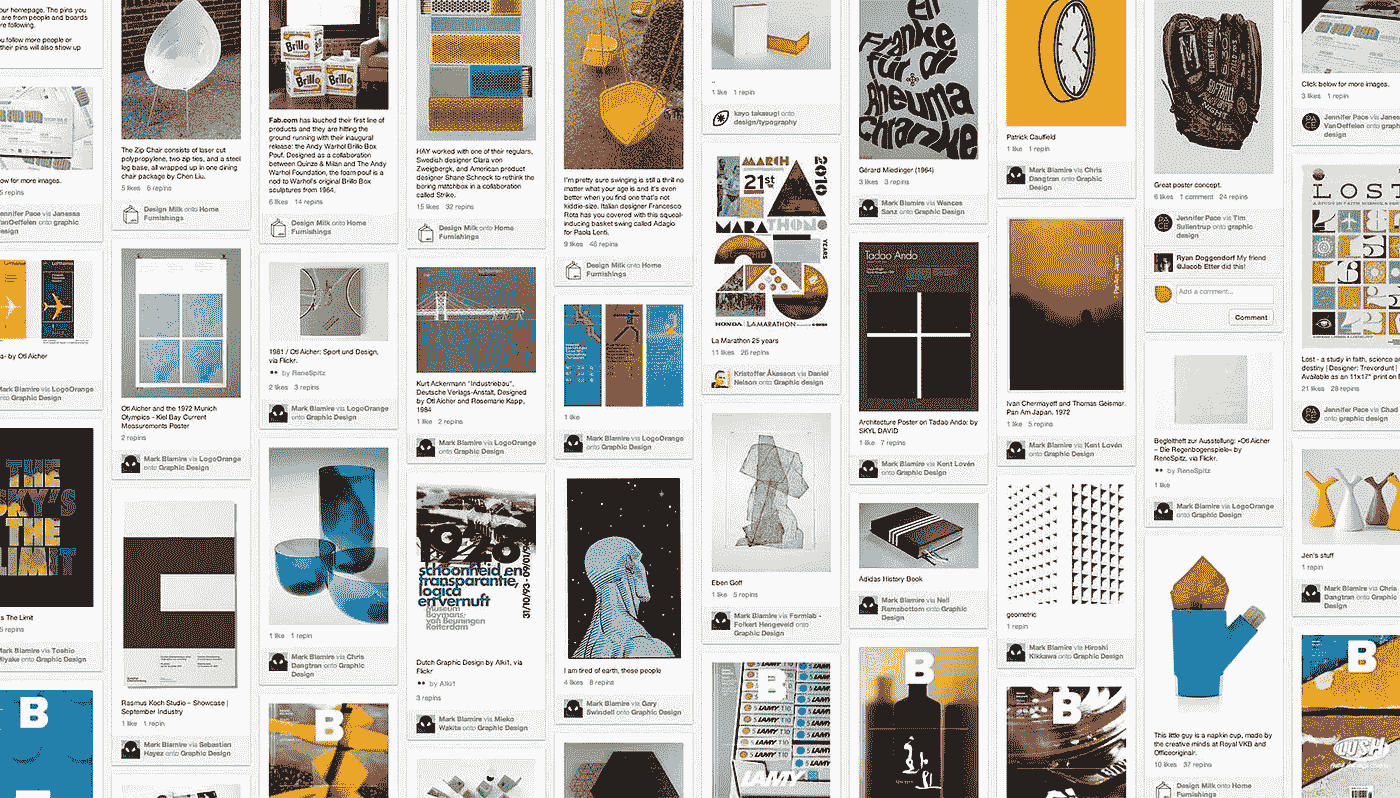 our homepage. The pins you
are from people and boards
re following.
u follow more people or
their pins will also show up
ow for more images.
5 repins
Jennifer Pace via Janessa
VanOeffelen onto graphic
design
Lufthansa
a- by Otl Aicher
Mark Blamire via LogoOrange
onto Graphic Design
THE
SKY'S
THE
LIMIT
s The Limit
5 repins
Mark Blamire via Toshio
Miyake onto Graphic Design
B
The Zip Chair consists of laser cut
polypropylene, two zip ties, and a steel
leg base, all wrapped up in one dining
chair package by Chen Liu.
5 likes 6 repins
Design Milk onto Home
Furnishings
Otl Aicher and the 1972 Munich
Olympics - Kiel Bay Current
Measurements Poster
2 repins
Mark Blamire via LogoOrange
onto Graphic Design
Rasmus Koch Studio – Showcase |
September Industry
1 like 1 repin
Mark Blamire via Sebastian
Hayez onto Graphic Design
Brillo
Brillo
Brillo
Fab.com has lauched their first line of
products and they are hitting the
ground running with their inaugural
release: the Andy Warhol Brillo Box
Pouf. Designed as a collaboration
between Quinze & Milan and The Andy
Warhol Foundation, the foam pouf is a
nod to Warhol's original Brillo Box
sculptures from 1964.
6 likes 14 repins
Design Milk onto Home
Furnishings
1981 / Otl Aicher: Sport und Design,
via Flickr.
by ReneSpitz
2 likes 3 repins
Mark Blamire via LogoOrange
onto Graphic Design
1 like 1 repin
Mark Blamire via Chris
Dangtran onto Graphic
Design
B
HAY worked with one of their regulars,
Swedish designer Clara von
Zweigbergk, and American product
designer Shane Schneck to rethink the
boring matchbox in a collaboration
called Strike.
15 likes 32 repins
Design Milk onto Home
Furnishings
Kurt Ackermann "Industriebau",
Deutsche Verlags-Anstalt, Designed
by Otl Aicher and Rosemarie Kapp,
1984
1 like 2 repins
Mark Blamire via LogoOrange
onto Graphic Design
1928
schoonheid en
transparantie,
logica
en vernuft
Museum
Boymans-
van Beuningen
Rotterdam
31/10/93-09/01/9
Dutch Graphic Design by Alki1, via
Flickr
by Alki1
3 repins
Mark Blamire via Mieko
Wakita onto Graphic Design
I'm pretty sure swinging is still a thrill no
matter what your age is and it's even
better when you find one that's not
kiddie-size. Italian designer Francesco
Rota has you covered with this squeal-
inducing basket swing called Adagio
for Paola Lenti.
9 likes 46 repins
Design Milk onto Home
Furnishings
1 like
Mark Blamire via LogoOrange
onto Graphic Design
I am tired of earth, these people
4 likes 8 repins
Mark Blamire via Gary
Swindell onto Graphic
Design
..
1 like 1 repin
kayo takasugi onto
design/typography
MARCH
21st
2010
MARATHON
25
YEARS
HONDA LA MARATHON
La Marathon 25 years
11 likes 26 repins
Kristoffer Åkesson via Daniel
Nelson onto Graphic design
Eben Goff
1 like 5 repins
Mark Blamire via Formlab -
Folkert Hengeveld onto
Graphic Design
B
LAMY
en
Franke
für di
Rheuma
chranke
Gérard Miedinger (1964)
3 likes 3 repins
Mark Blamire via Wences
Sanz onto Graphic Design
Tadao Ando
Architecture Poster on Tadao Ando: by
SKYL DAVID
1 like 7 repins
Mark Blamire via Kent Lovén
onto Graphic Design
Adidas History Book
Mark Blamire via Neil
Ramsbottom onto Graphic
Design
B
Patrick Caulfield
1 like 1 repin
Mark Blamire via Chris
Dangtran onto Graphic
Design
Pan Am Japan
Ivan Chermayeff and Thomas Geismar.
Pan Am Japan, 1972
1 like 5 repins
Mark Blamire via Kent Lovén
onto Graphic Design
geometric
1 repin
Mark Blamire via Hiroshi
Kikkawa onto Graphic Design
B
Great poster concept.
6 likes 1 comment 24 repins
Jennifer Pace via Tim
Sullentrup onto graphic
design
Ryan Doggendorf My friend
@Jacob Etter did this!
Add a comment...
Comment
Begleitheft zur Ausstellung: »Otl Aicher
– Die Regenbogenspiele« by
ReneSpitz, via Flickr.
by ReneSpitz
1 like
Mark Blamire via LogoOrange
onto Graphic Design
This little guy is a napkin cup, made by
the creative minds at Royal VKB and
Officeoriginair.
10 likes 37 repins
Design Milk onto Home
Furnishings
Click below for more images.
3 likes 1 repin
Jennifer Pace via Janes
VanOeffelen onto graph
design
LOST
Lost - a study in faith, science a
destiny | Designer: Trevordunt |
Available as an 11x17" print on E
21 likes 28 repins
Jennifer Pace via Chad
onto graphic design
Jen's stuff
1 repin
Mark Blamire via Chris
Dangtran onto Graphic
Design
B